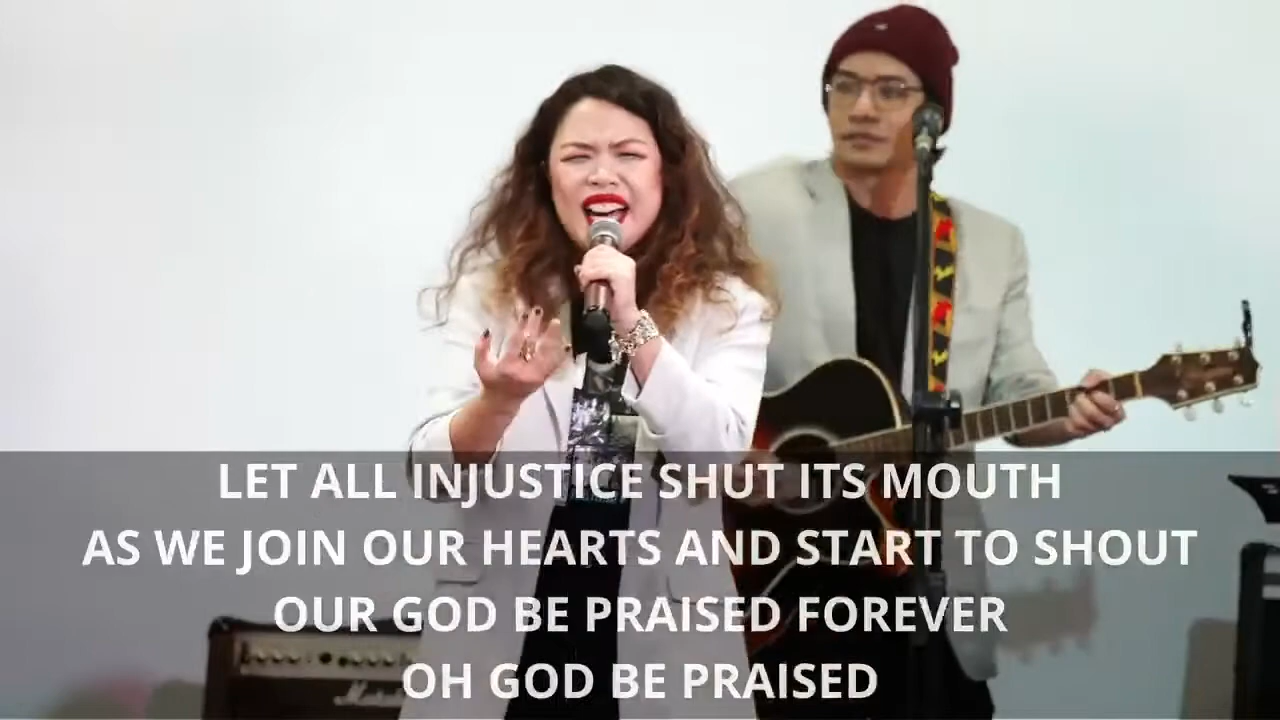 LET ALL INJUSTICE SHUT ITS MOUTH
AS WE JOIN OUR HEARTS AND START TO SHOUT
OUR GOD BE PRAISED FOREVER
OH GOD BE PRAISED
Marshall